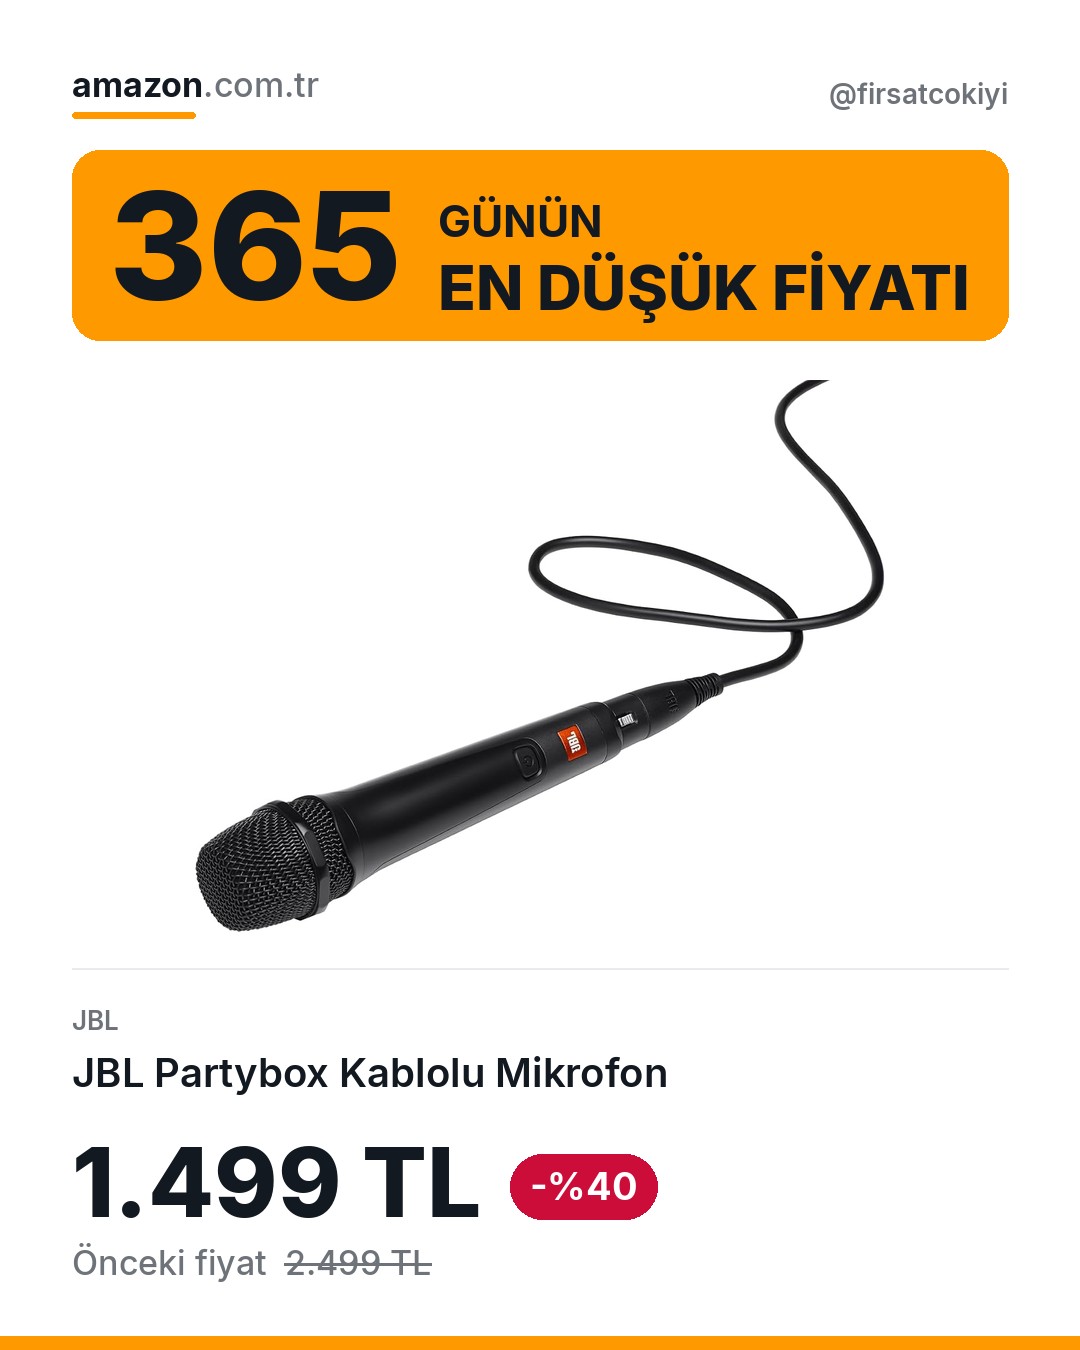 amazon.com.tr
@firsatcokiyi
365
GÜNÜN
EN DÜŞÜK FİYATI
JBL
JBL
JBL Partybox Kablolu Mikrofon
1.499 TL
-%40
Önceki fiyat 2.499 TL